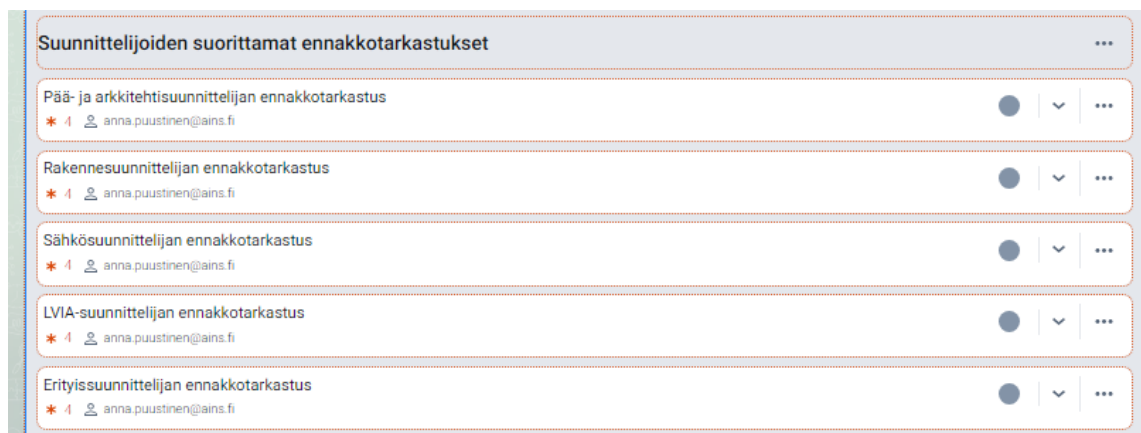 Suunnittelijoiden suorittamat ennakkotarkastukset
Pää- ja arkkitehtisuunnittelijan ennakkotarkastus
* 4 anna.puustinen@ains.fi
Rakennesuunnittelijan ennakkotarkastus
* 4 anna.puustinen@ains.fi
Sähkösuunnittelijan ennakkotarkastus
* 4 anna.puustinen@ains.fi
LVIA-suunnittelijan ennakkotarkastus
* 4 anna.puustinen@ains.fi
Erityissuunnittelijan ennakkotarkastus
* 4 anna.puustinen@ains.fi